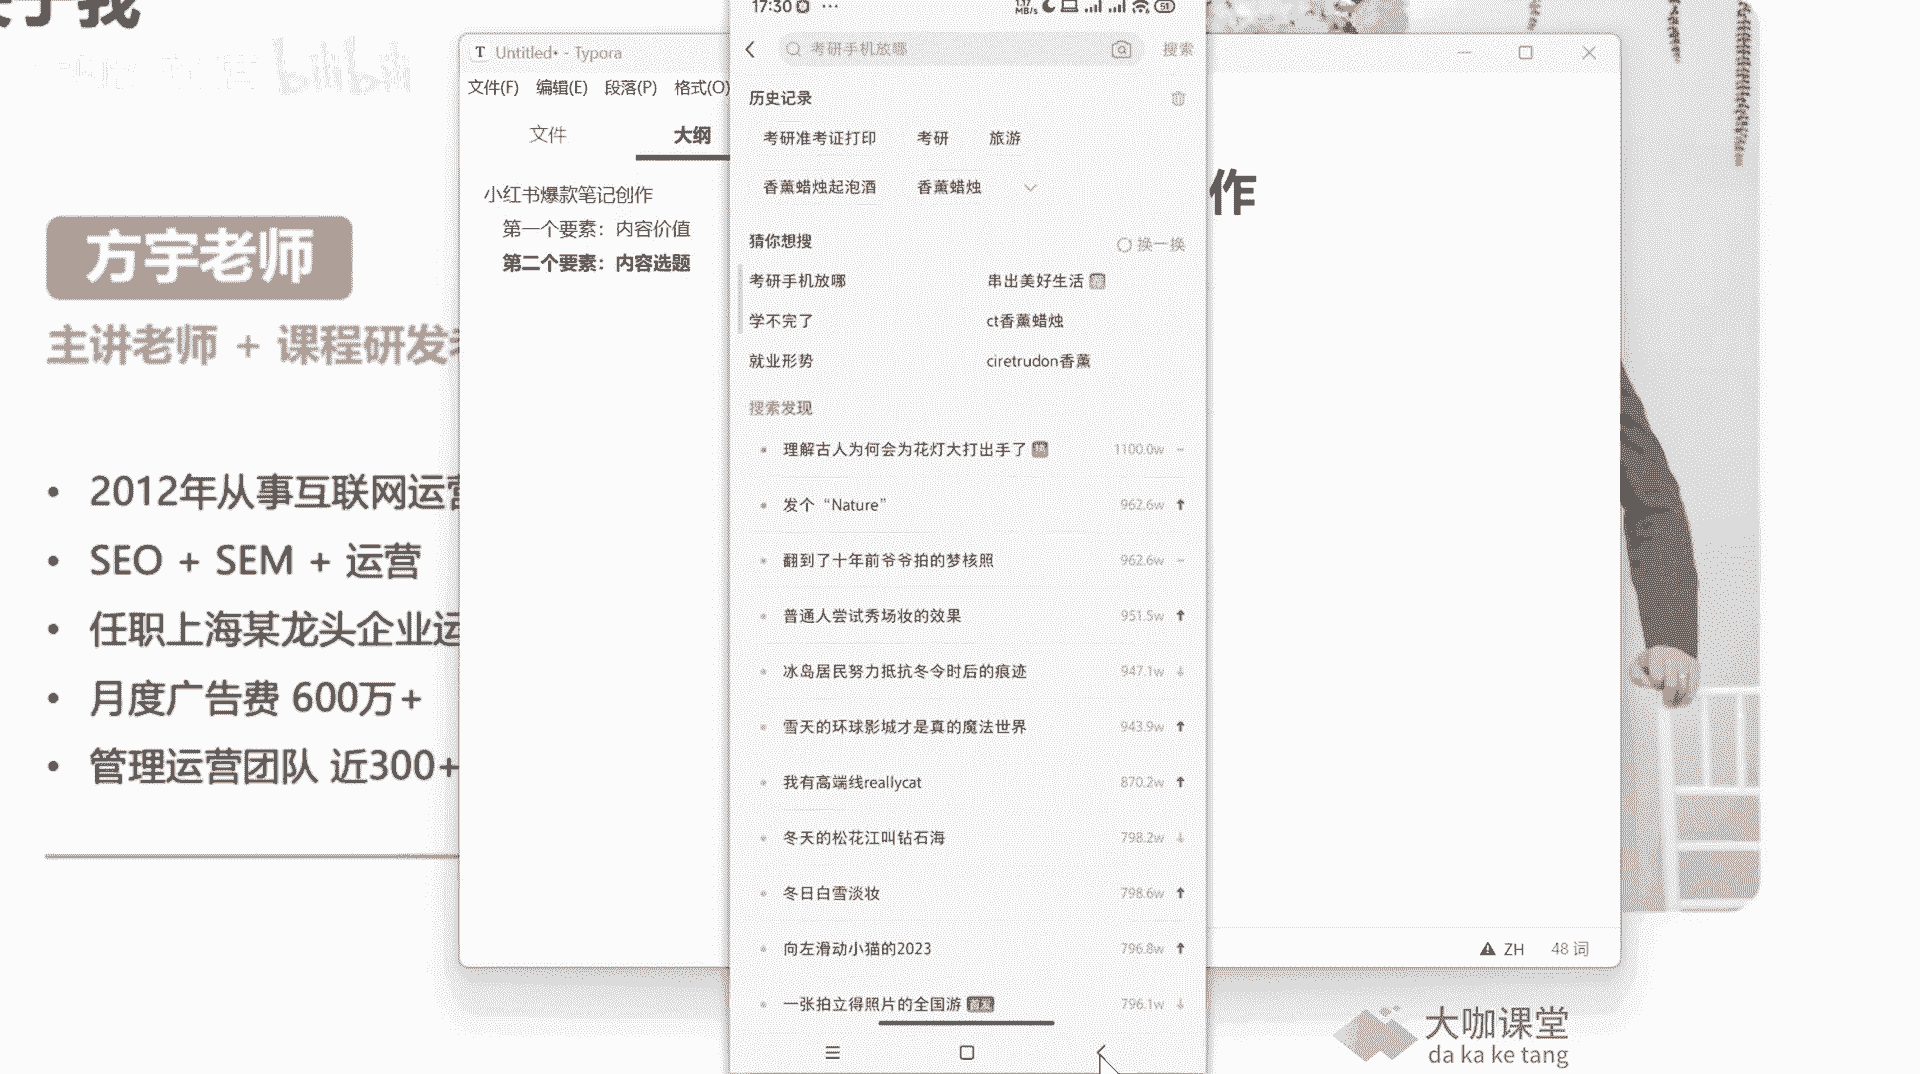 方宇老师
主讲老师 + 课程研发
• 2012年从事互联网运营
• SEO + SEM + 运营
• 任职上海某龙头企业运
• 月度广告费 600万+
• 管理运营团队 近300+
bilibili
Untitled• - Typora
文件(F) 编辑(E) 段落(P) 格式(O)
文件 大纲
小红书爆款笔记创作
第一个要素：内容价值
第二个要素：内容选题
作
17:30 ···
考研手机放哪 搜索
历史记录
考研准考证打印 考研 旅游
香薰蜡烛起泡酒 香薰蜡烛
猜你想搜 换一换
考研手机放哪 串出美好生活
学不完了 ct香薰蜡烛
就业形势 ciretrudon香薰
搜索发现
理解古人为何会为花灯大打出手了 热 1100.0w
发个“Nature” 962.6w
翻到了十年前爷爷拍的梦核照 962.6w
普通人尝试秀场妆的效果 951.5w
冰岛居民努力抵抗冬令时后的痕迹 947.1w
雪天的环球影城才是真的魔法世界 943.9w
我有高端线reallycat 870.2w
冬天的松花江叫钻石海 798.2w
冬日白雪淡妆 798.6w
向左滑动小猫的2023 796.8w
一张拍立得照片的全国游 首发 796.1w
ZH 48 词
大咖课堂
da ka ke tang